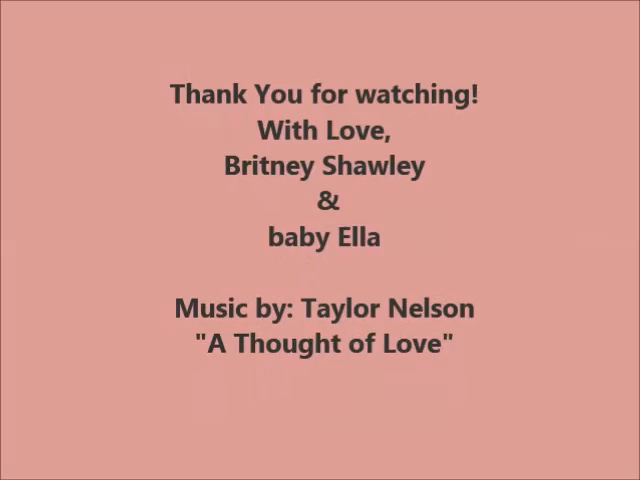 Thank You for watching!
With Love,
Britney Shawley
&
baby Ella
Music by: Taylor Nelson
"A Thought of Love"